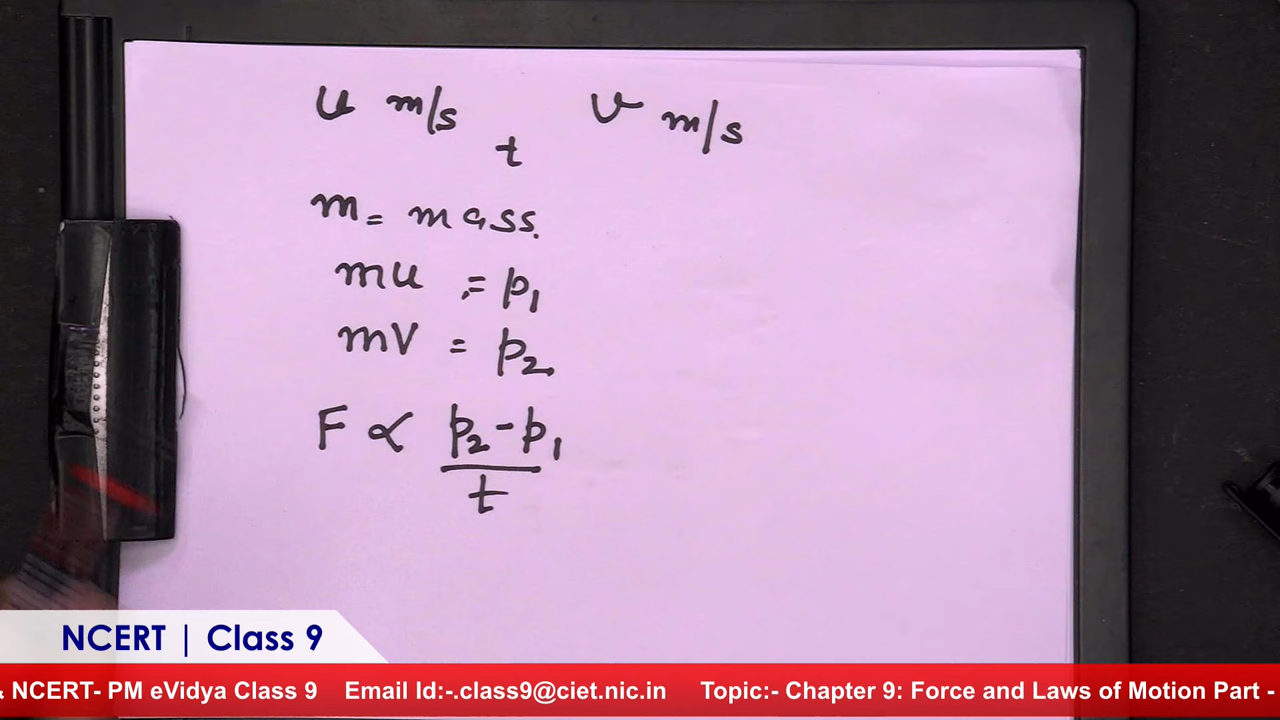 u m/s v m/s
t
m = mass.
mu = p₁
mv = p₂
F ∝ p₂ - p₁
t
NCERT | Class 9
NCERT- PM eVidya Class 9 Email Id:-.class9@ciet.nic.in Topic:- Chapter 9: Force and Laws of Motion Part -